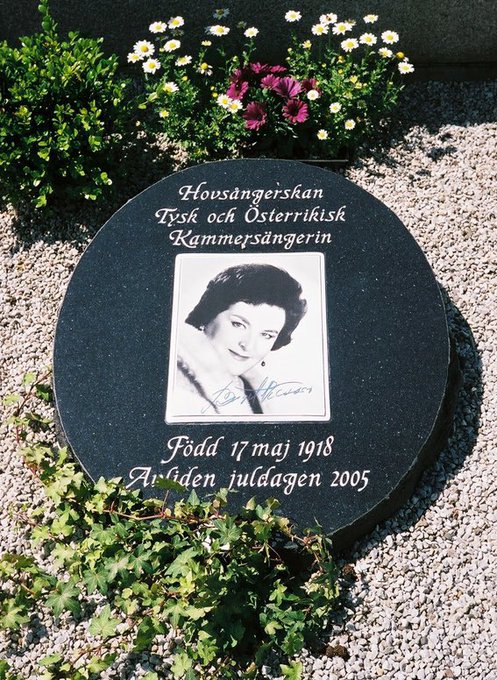 Hovsångerskan
Tysk och Österrikisk
Kammersängerin
Född 17 maj 1918
Avliden juldagen 2005